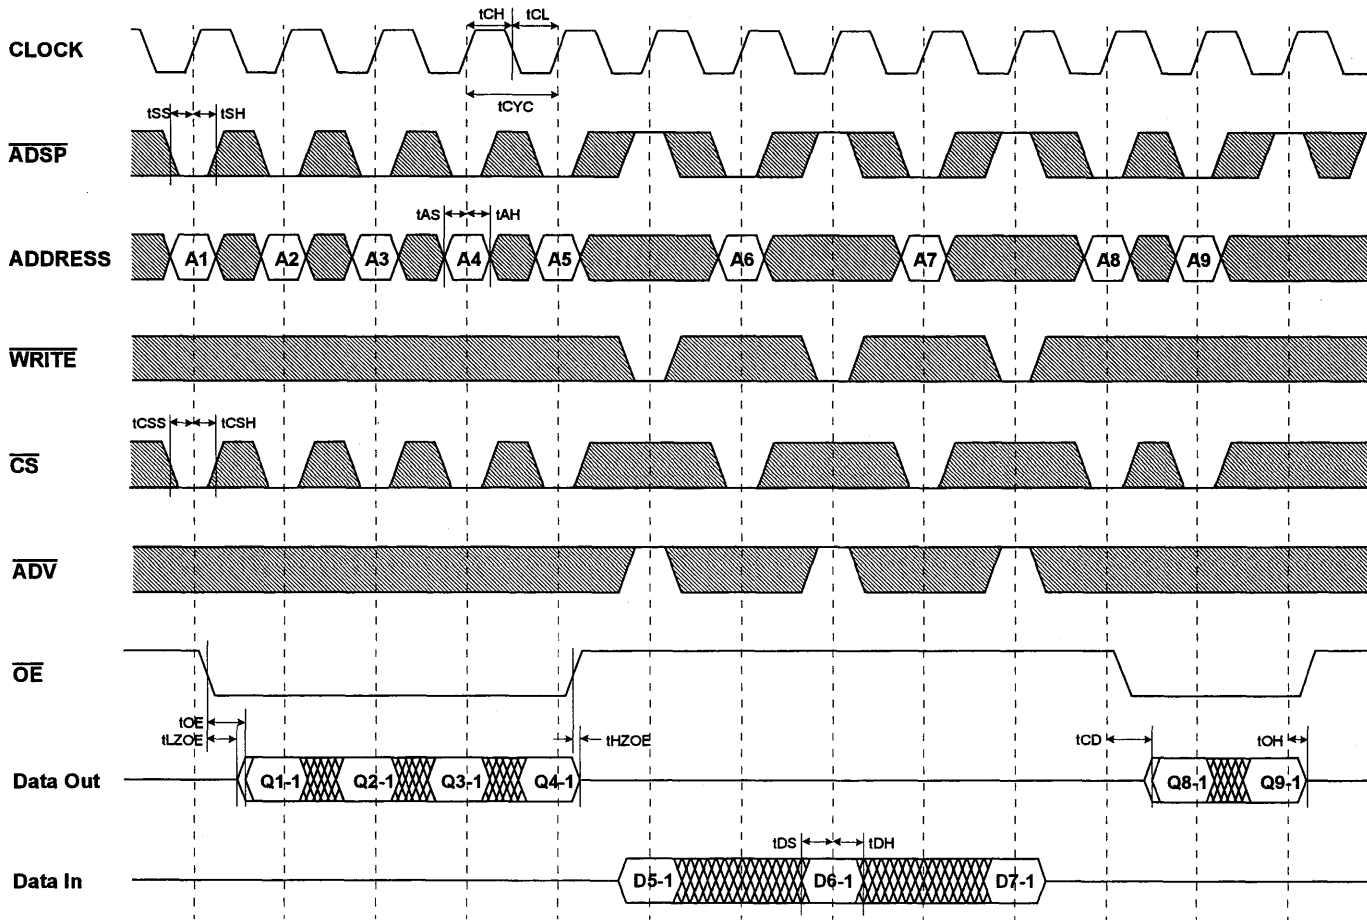 tCH tCL
CLOCK
tCYC
tSS tSH
ADSP
tAS tAH
ADDRESS A1 A2 A3 A4 A5 A6 A7 A8 A9
WRITE
tCSS tCSH
CS
ADV
OE
tOE
tLZOE tHZOE tCD tOH
Data Out Q1-1 Q2-1 Q3-1 Q4-1 Q8-1 Q9-1
tDS tDH
Data In D5-1 D6-1 D7-1